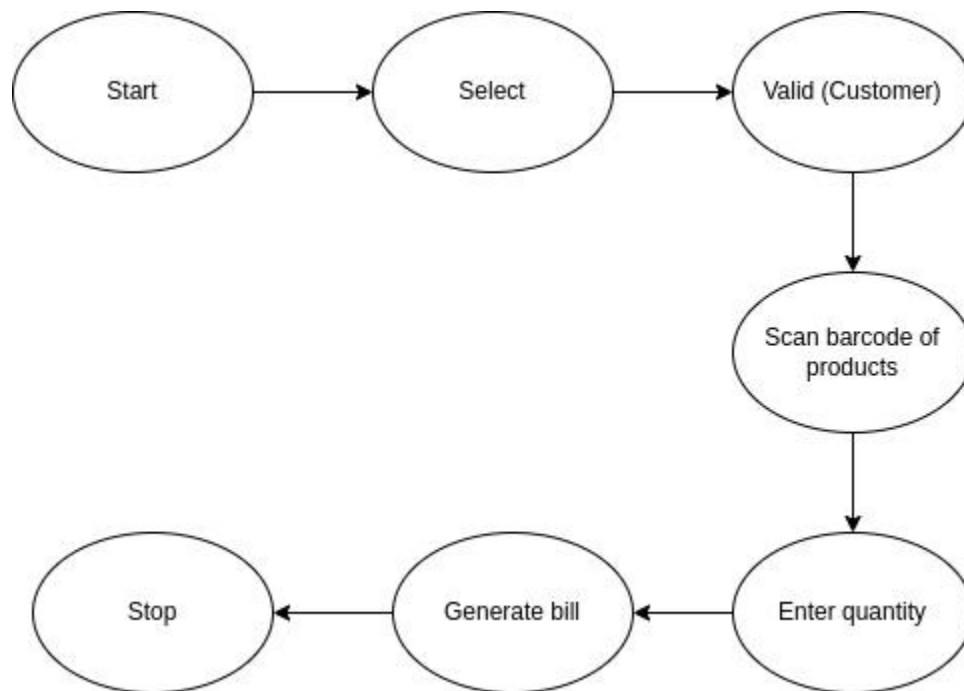 Start
Select
Valid (Customer)
Scan barcode of
products
Enter quantity
Generate bill
Stop